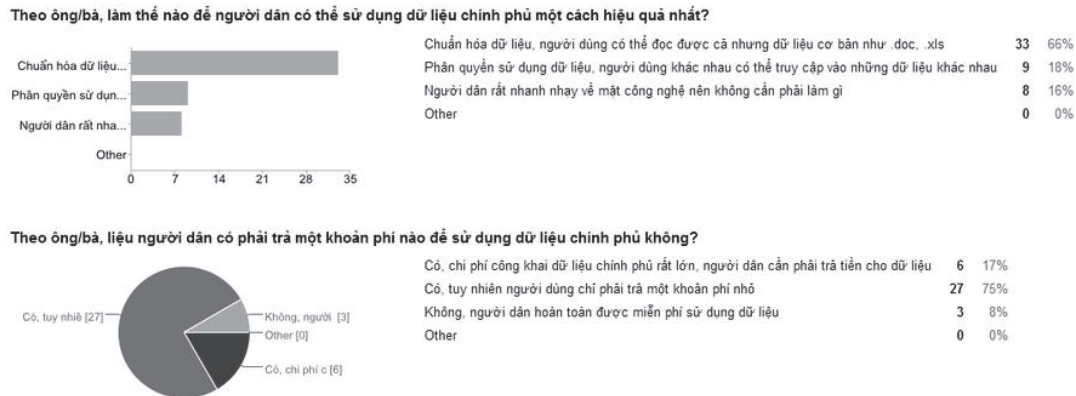 Theo ông/bà, làm thế nào để người dân có thể sử dụng dữ liệu chính phủ một cách hiệu quả nhất?
Chuẩn hóa dữ liệu...
Phân quyền sử dụn...
Người dân rất nha...
Other
0 7 14 21 28 35
Chuẩn hóa dữ liệu, người dùng có thể đọc được cả nhưng dữ liệu cơ bản như .doc, .xls 33 66%
Phân quyền sử dụng dữ liệu, người dùng khác nhau có thể truy cập vào những dữ liệu khác nhau 9 18%
Người dân rất nhanh nhạy về mặt công nghệ nên không cần phải làm gì 8 16%
Other 0 0%
Theo ông/bà, liệu người dân có phải trả một khoản phí nào để sử dụng dữ liệu chính phủ không?
Có, tuy nhiê [27]
Không, người [3]
Other [0]
Có, chi phí c [6]
Có, chi phí công khai dữ liệu chính phủ rất lớn, người dân cần phải trả tiền cho dữ liệu 6 17%
Có, tuy nhiên người dùng chỉ phải trả một khoản phí nhỏ 27 75%
Không, người dân hoàn toàn được miễn phí sử dụng dữ liệu 3 8%
Other 0 0%